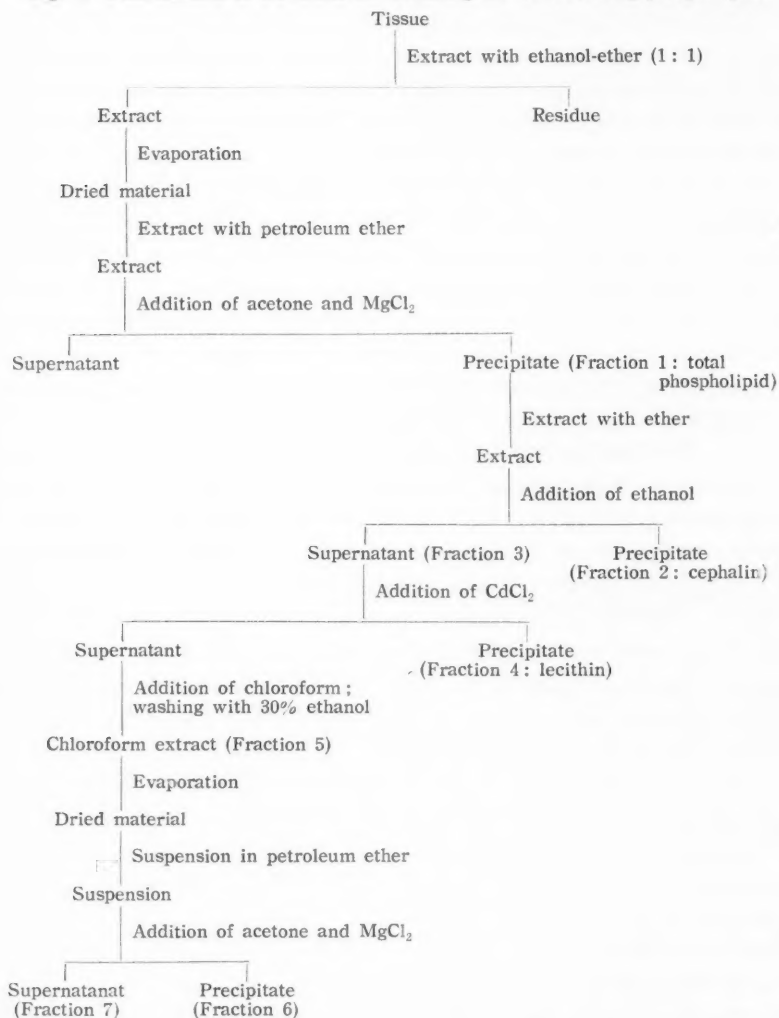 Tissue
Extract with ethanol-ether (1 : 1)
Extract Residue
Evaporation
Dried material
Extract with petroleum ether
Extract
Addition of acetone and MgCl₂
Supernatant Precipitate (Fraction 1 : total
phospholipid)
Extract with ether
Extract
Addition of ethanol
Supernatant (Fraction 3) Precipitate
(Fraction 2 : cephalin)
Addition of CdCl₂
Supernatant Precipitate
(Fraction 4 : lecithin)
Addition of chloroform ;
washing with 30% ethanol
Chloroform extract (Fraction 5)
Evaporation
Dried material
Suspension in petroleum ether
Suspension
Addition of acetone and MgCl₂
Supernatanat Precipitate
(Fraction 7) (Fraction 6)